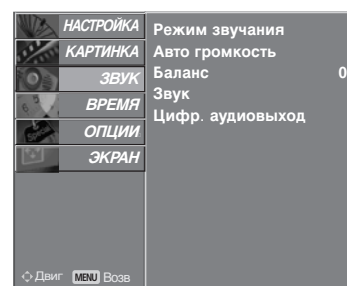 НАСТРОЙКА
КАРТИНКА
ЗВУК
ВРЕМЯ
ОПЦИИ
ЭКРАН
Режим звучания
Авто громкость
Баланс 0
Звук
Цифр. аудиовыход
Двиг MENU Возв